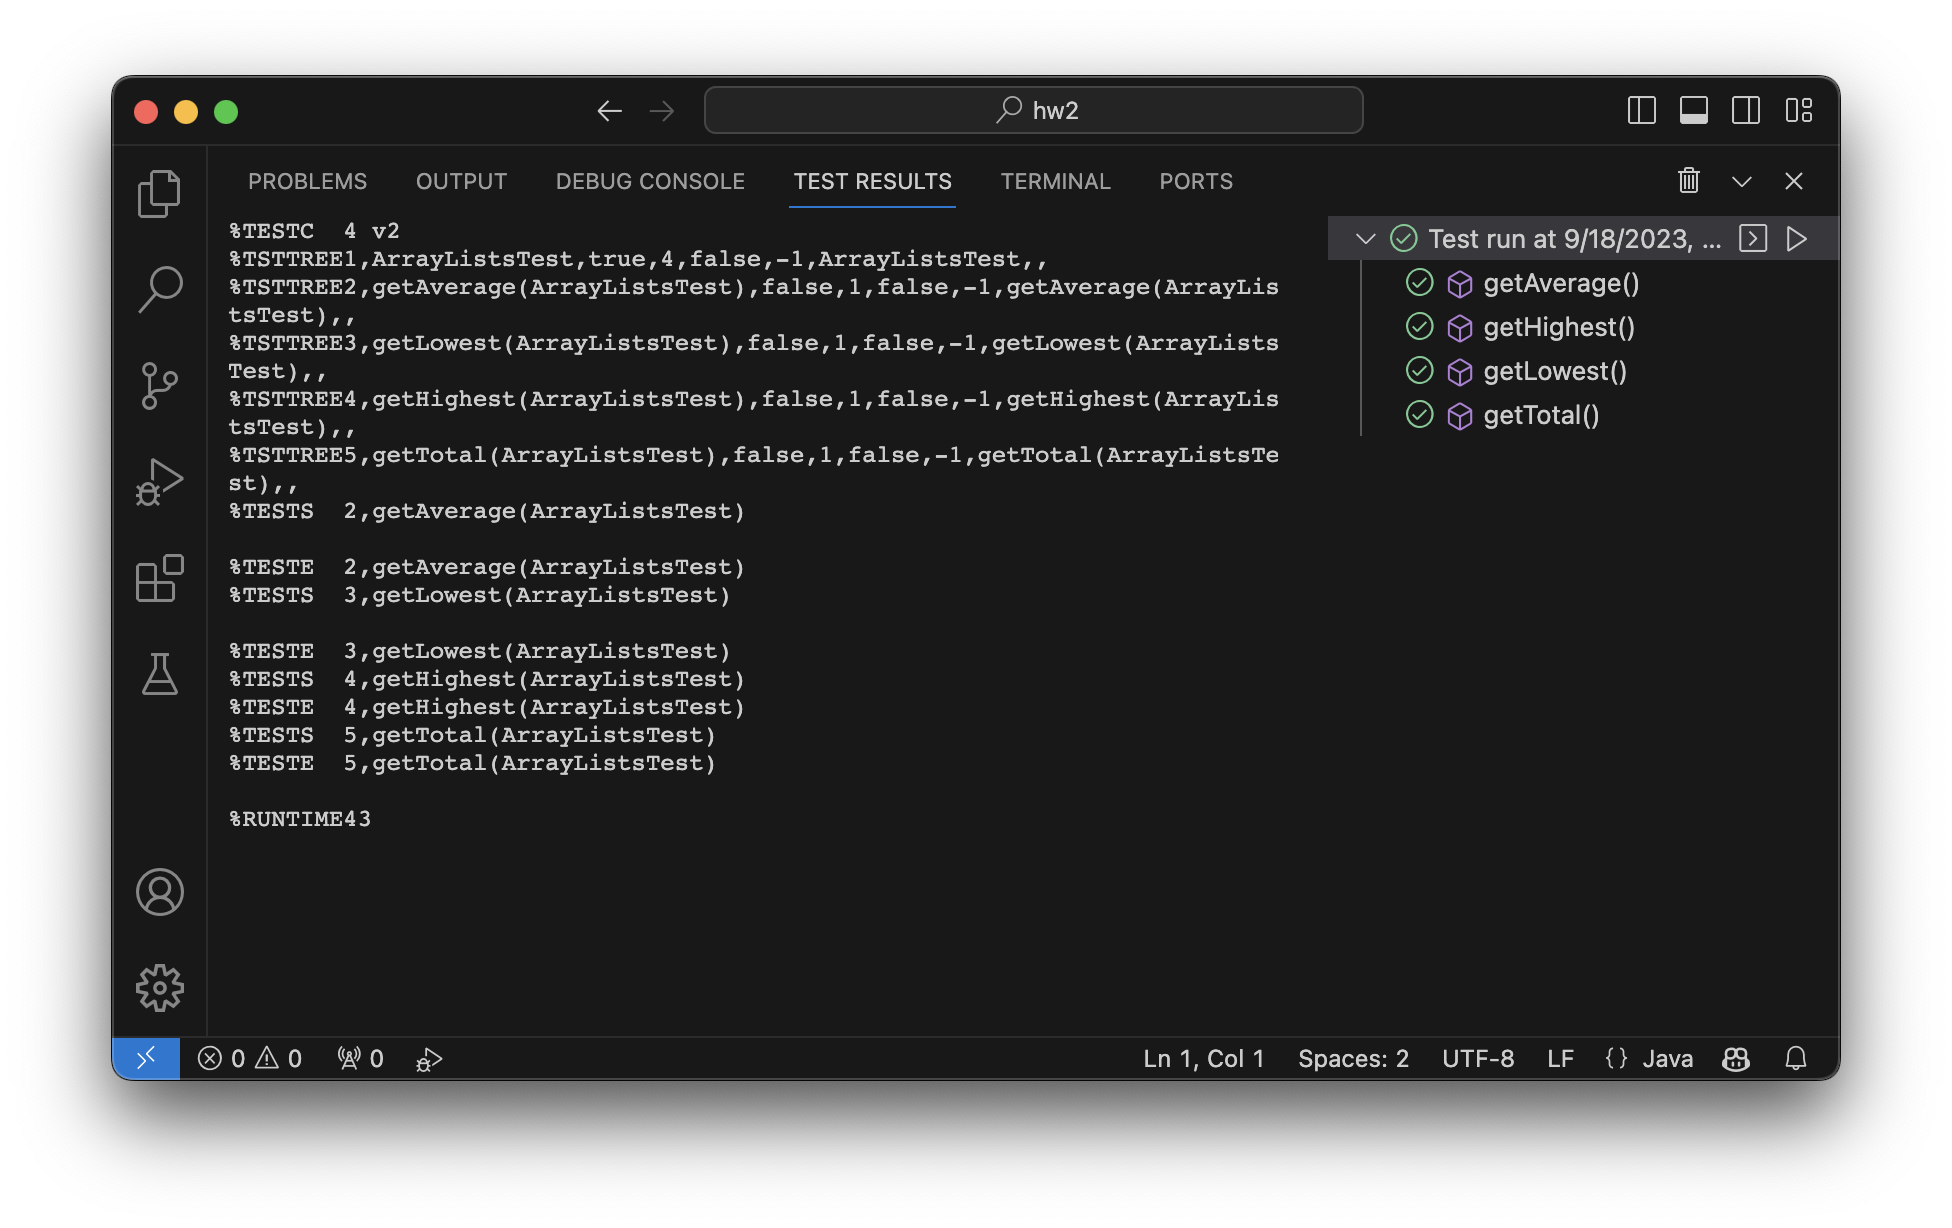 hw2
PROBLEMS OUTPUT DEBUG CONSOLE TEST RESULTS TERMINAL PORTS
%TESTC  4 v2
%TSTTREE1,ArrayListsTest,true,4,false,-1,ArrayListsTest,,
%TSTTREE2,getAverage(ArrayListsTest),false,1,false,-1,getAverage(ArrayLis
tsTest),,
%TSTTREE3,getLowest(ArrayListsTest),false,1,false,-1,getLowest(ArrayLists
Test),,
%TSTTREE4,getHighest(ArrayListsTest),false,1,false,-1,getHighest(ArrayLis
tsTest),,
%TSTTREE5,getTotal(ArrayListsTest),false,1,false,-1,getTotal(ArrayListsTe
st),,
%TESTS  2,getAverage(ArrayListsTest)
%TESTE  2,getAverage(ArrayListsTest)
%TESTS  3,getLowest(ArrayListsTest)
%TESTE  3,getLowest(ArrayListsTest)
%TESTS  4,getHighest(ArrayListsTest)
%TESTE  4,getHighest(ArrayListsTest)
%TESTS  5,getTotal(ArrayListsTest)
%TESTE  5,getTotal(ArrayListsTest)
%RUNTIME43
Test run at 9/18/2023, ...
getAverage()
getHighest()
getLowest()
getTotal()
0 0 0 Ln 1, Col 1 Spaces: 2 UTF-8 LF {} Java